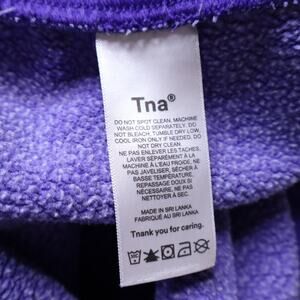 Tna®
DO NOT SPOT CLEAN. MACHINE
WASH COLD SEPARATELY. DO
NOT BLEACH. TUMBLE DRY LOW.
COOL IRON ONLY IF NEEDED. DO
NOT DRY CLEAN.
NE PAS ENLEVER LES TACHES.
LAVER SÉPARÉMENT À LA
MACHINE À L'EAU FROIDE. NE
PAS JAVELISER. SÉCHER À
BASSE TEMPÉRATURE.
REPASSAGE DOUX SI
NÉCESSAIRE. NE PAS
NETTOYER À SEC.
MADE IN SRI LANKA
FABRIQUÉ AU SRI LANKA
Thank you for caring.